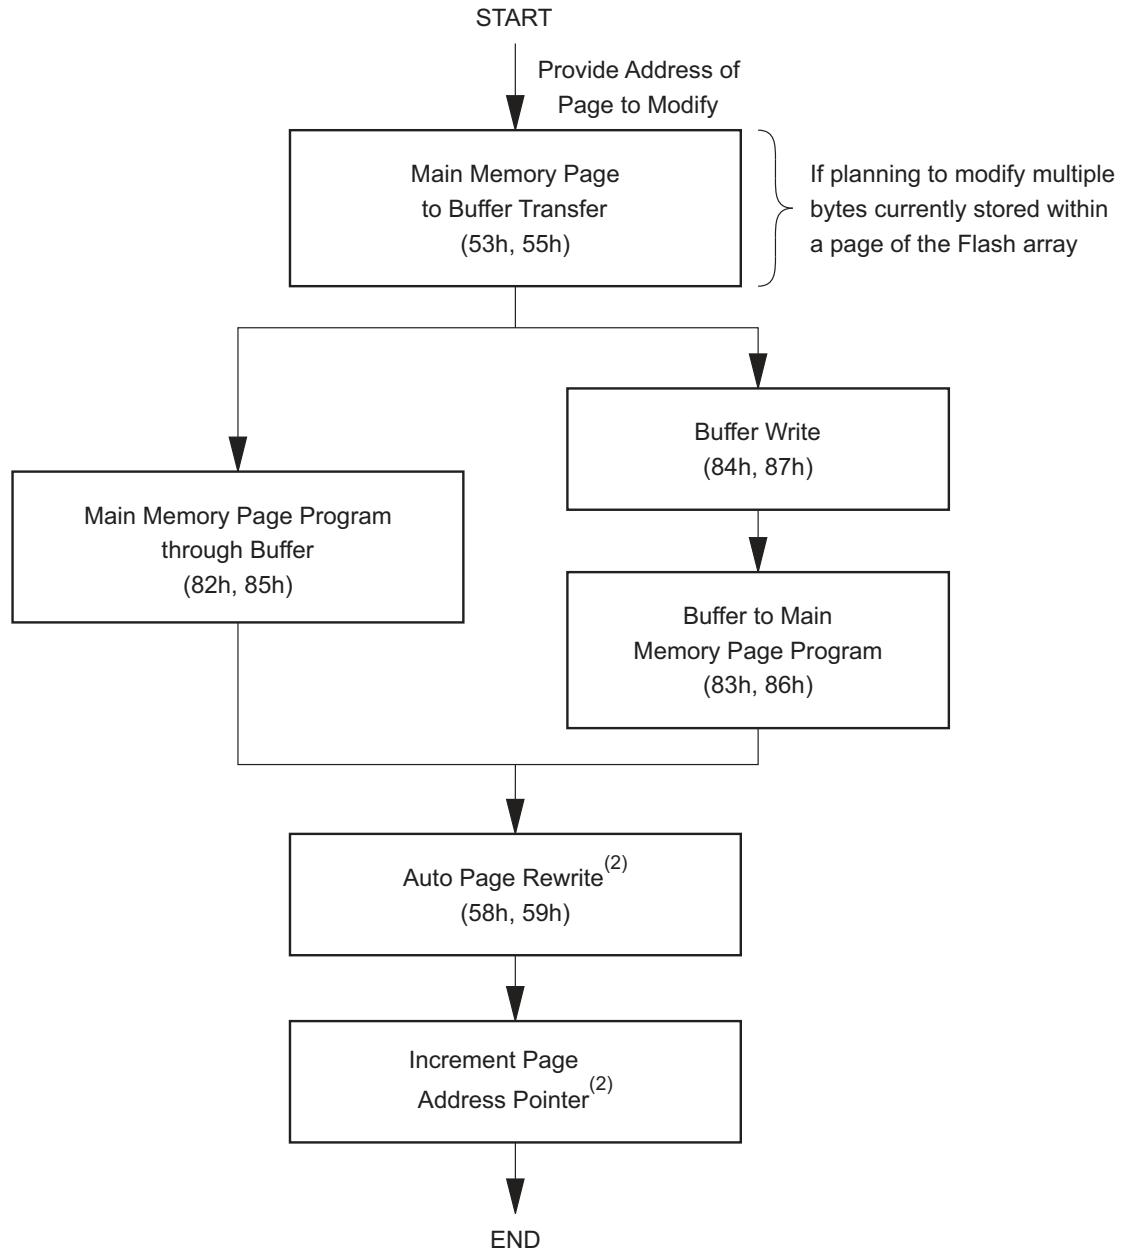 START
Provide Address of
Page to Modify
Main Memory Page
to Buffer Transfer
(53h, 55h)
If planning to modify multiple
bytes currently stored within
a page of the Flash array
Buffer Write
(84h, 87h)
Main Memory Page Program
through Buffer
(82h, 85h)
Buffer to Main
Memory Page Program
(83h, 86h)
Auto Page Rewrite(2)
(58h, 59h)
Increment Page
Address Pointer(2)
END